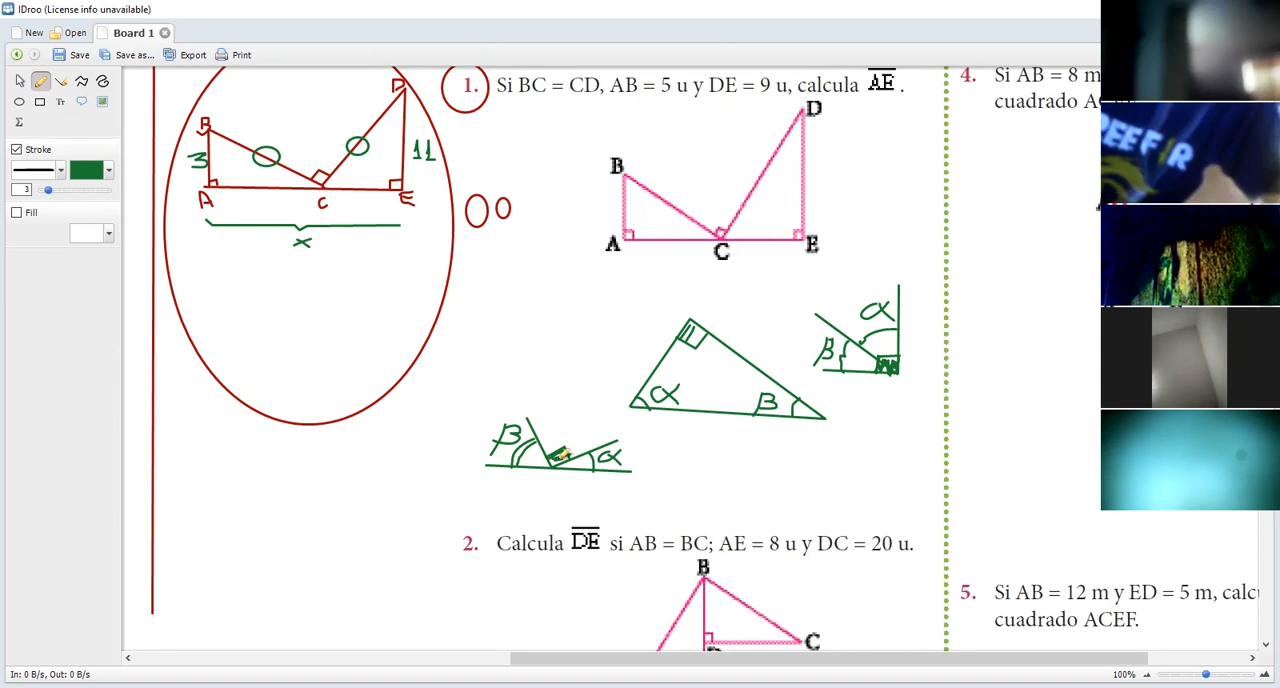 IDroo (License info unavailable)
New Open Board 1
Save Save as... Export Print
Tr
Σ
Stroke
3
Fill
B D
3 11
A C E
x
1. Si BC = CD, AB = 5 u y DE = 9 u, calcula AE .
D
B
A C E
α
β
α β
β α
2. Calcula DE si AB = BC; AE = 8 u y DC = 20 u.
B
C
4. Si AB = 8 m
cuadrado AC
REEF R
5. Si AB = 12 m y ED = 5 m, calc
cuadrado ACEF.
In: 0 B/s, Out: 0 B/s
100%